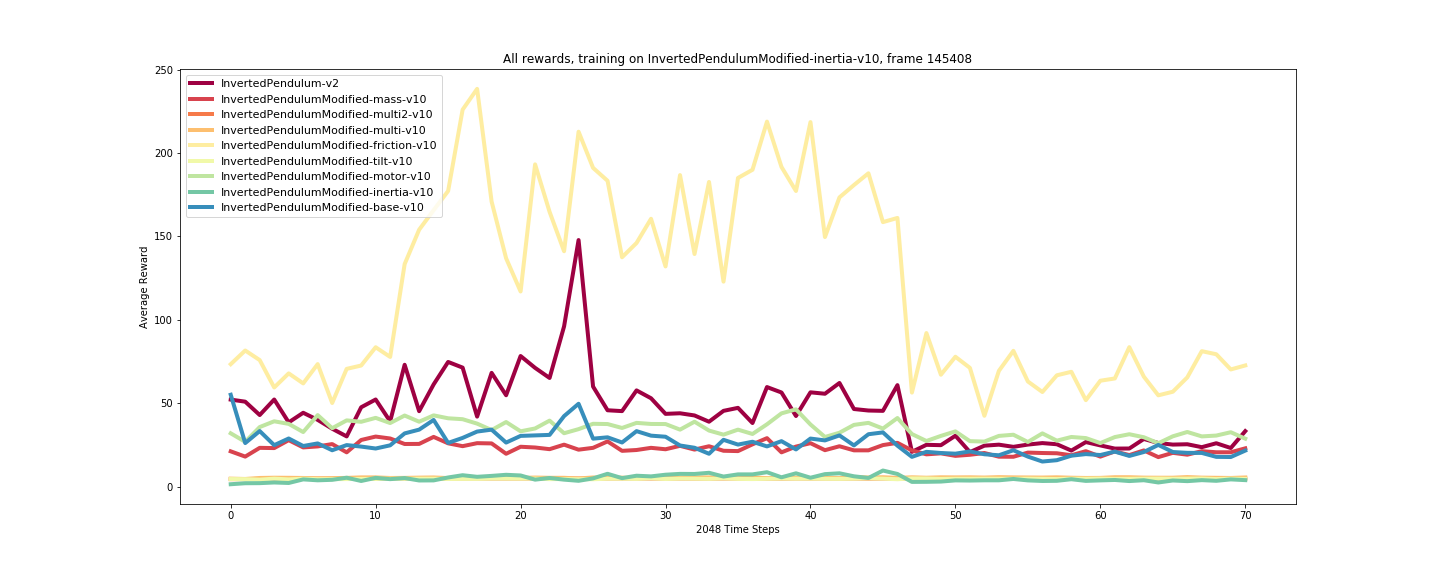 All rewards, training on InvertedPendulumModified-inertia-v10, frame 145408
250
200
150
100
50
0
Average Reward
InvertedPendulum-v2
InvertedPendulumModified-mass-v10
InvertedPendulumModified-multi2-v10
InvertedPendulumModified-multi-v10
InvertedPendulumModified-friction-v10
InvertedPendulumModified-tilt-v10
InvertedPendulumModified-motor-v10
InvertedPendulumModified-inertia-v10
InvertedPendulumModified-base-v10
0 10 20 30 40 50 60 70
2048 Time Steps